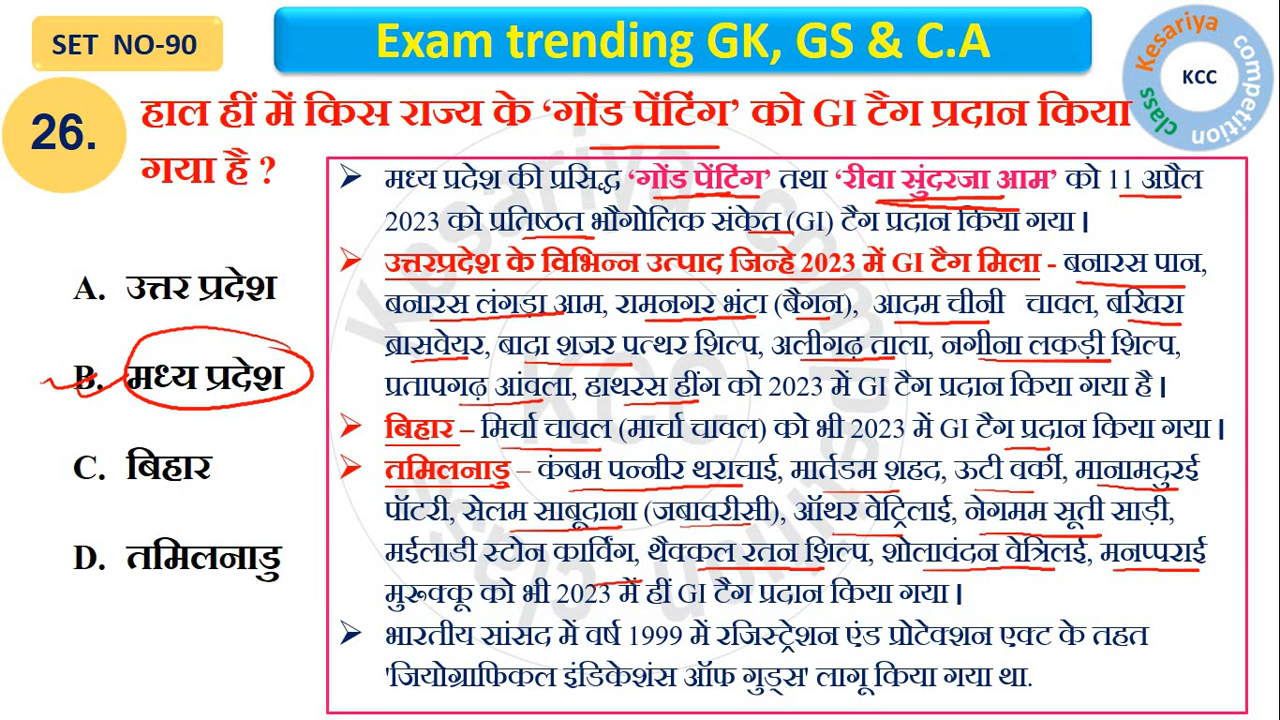 SET NO-90
Exam trending GK, GS & C.A
Kesariya
competition
class
KCC
26.
हाल हीं में किस राज्य के ‘गोंड पेंटिंग’ को GI टैग प्रदान किया
गया है ?
A. उत्तर प्रदेश
B. मध्य प्रदेश
C. बिहार
D. तमिलनाडु
➢ मध्य प्रदेश की प्रसिद्ध ‘गोंड पेंटिंग’ तथा ‘रीवा सुंदरजा आम’ को 11 अप्रैल
2023 को प्रतिष्ठत भौगोलिक संकेत (GI) टैग प्रदान किया गया।
➢ उत्तरप्रदेश के विभिन्न उत्पाद जिन्हे 2023 में GI टैग मिला - बनारस पान,
बनारस लंगड़ा आम, रामनगर भंटा (बैगन), आदम चीनी चावल, बखिरा
ब्रासवेयर, बादा शजर पत्थर शिल्प, अलीगढ़ ताला, नगीना लकड़ी शिल्प,
प्रतापगढ़ आंवला, हाथरस हींग को 2023 में GI टैग प्रदान किया गया है।
➢ बिहार – मिर्चा चावल (मार्चा चावल) को भी 2023 में GI टैग प्रदान किया गया।
➢ तमिलनाडु – कंबम पन्नीर थराचाई, मार्तडम शहद, ऊटी वर्की, मानामदुरई
पॉटरी, सेलम साबूदाना (जबावरीसी), ऑथर वेट्रिलाई, नेगमम सूती साड़ी,
मईलाडी स्टोन कार्विंग, थैक्कल रतन शिल्प, शोलावंदन वेत्रिलई, मनप्पराई
मुरूक्कू को भी 2023 में हीं GI टैग प्रदान किया गया।
➢ भारतीय सांसद में वर्ष 1999 में रजिस्ट्रेशन एंड प्रोटेक्शन एक्ट के तहत
'जियोग्राफिकल इंडिकेशंस ऑफ गुड्स' लागू किया गया था.